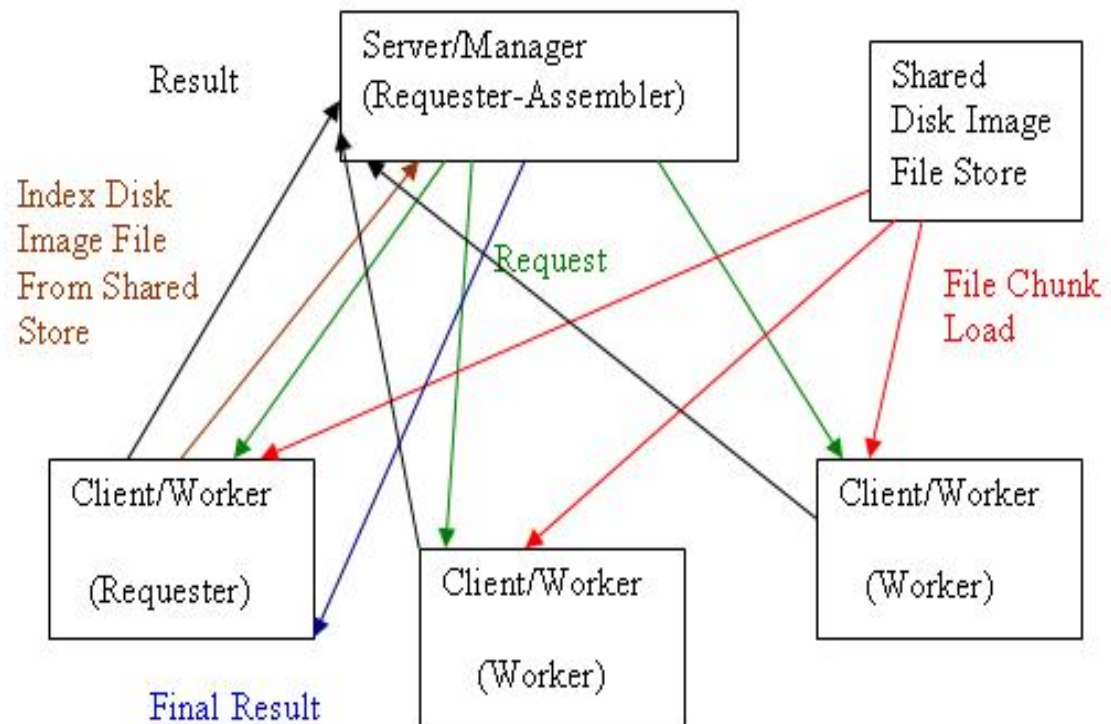 Server/Manager
(Requester-Assembler)
Shared
Disk Image
File Store
Result
Index Disk
Image File
From Shared
Store
Request
File Chunk
Load
Client/Worker
(Requester)
Client/Worker
(Worker)
Client/Worker
(Worker)
Final Result